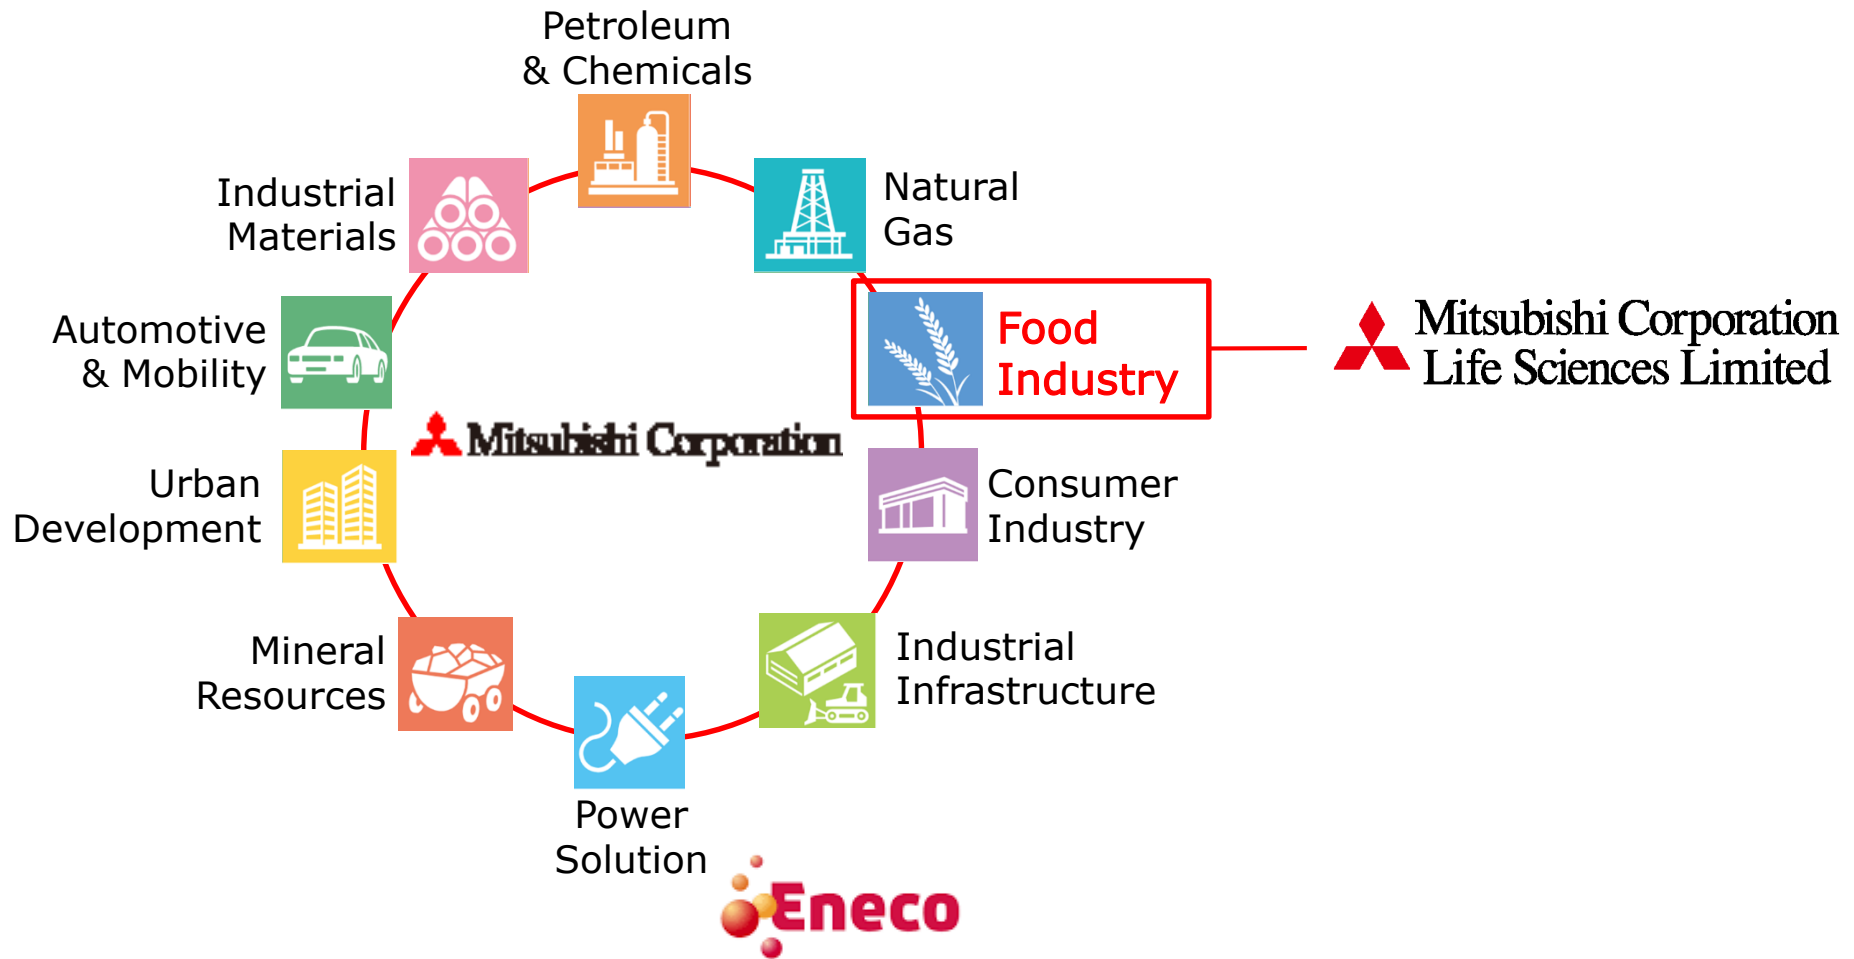 Petroleum
& Chemicals
Natural
Gas
Industrial
Materials
Food
Industry
Mitsubishi Corporation
Life Sciences Limited
Automotive
& Mobility
Mitsubishi Corporation
Urban
Development
Consumer
Industry
Mineral
Resources
Industrial
Infrastructure
Power
Solution
Eneco